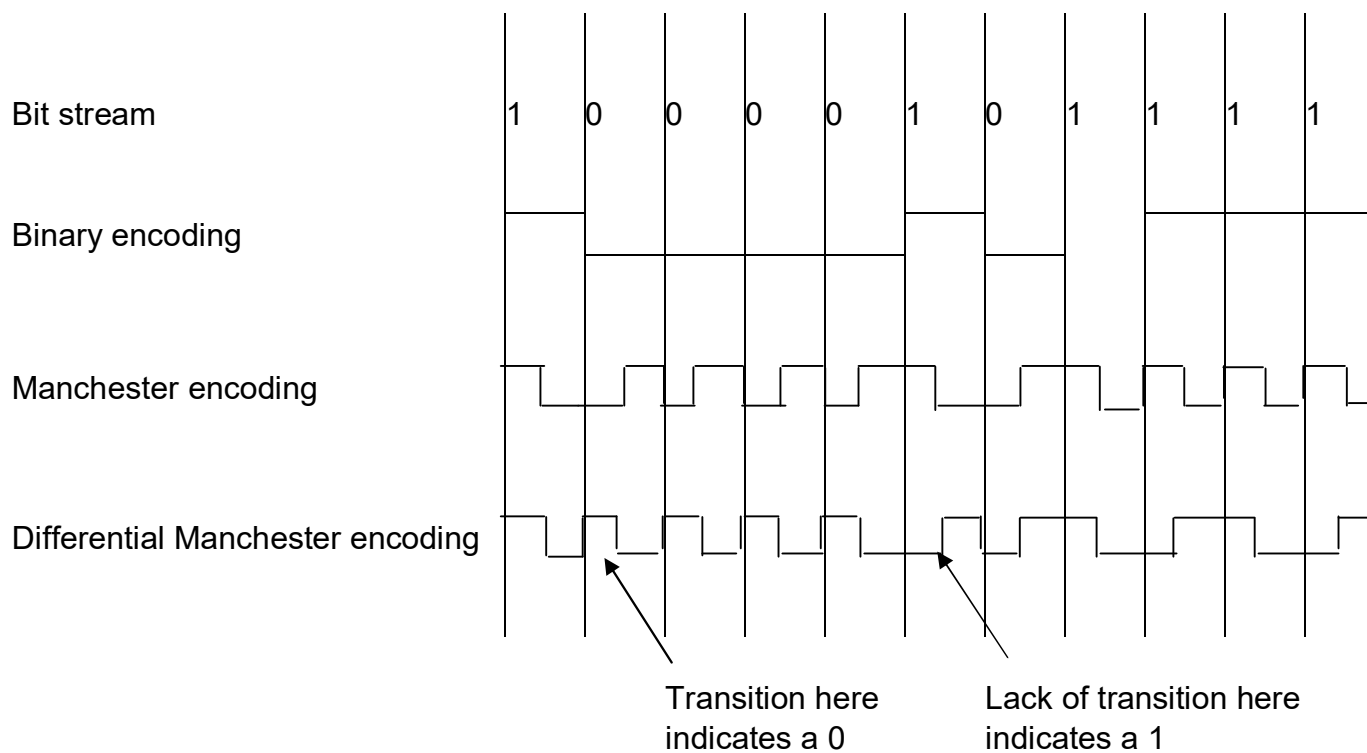 Bit stream 1 0 0 0 0 1 0 1 1 1 1
Binary encoding
Manchester encoding
Differential Manchester encoding
Transition here
indicates a 0
Lack of transition here
indicates a 1